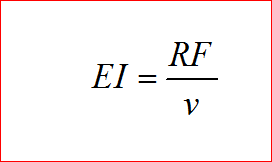 EI = RF / v